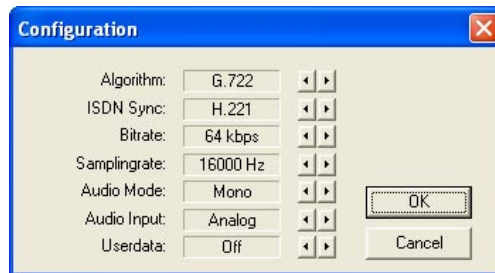 Configuration
Algorithm: G.722
ISDN Sync: H.221
Bitrate: 64 kbps
Samplingrate: 16000 Hz
Audio Mode: Mono
Audio Input: Analog
Userdata: Off
OK
Cancel